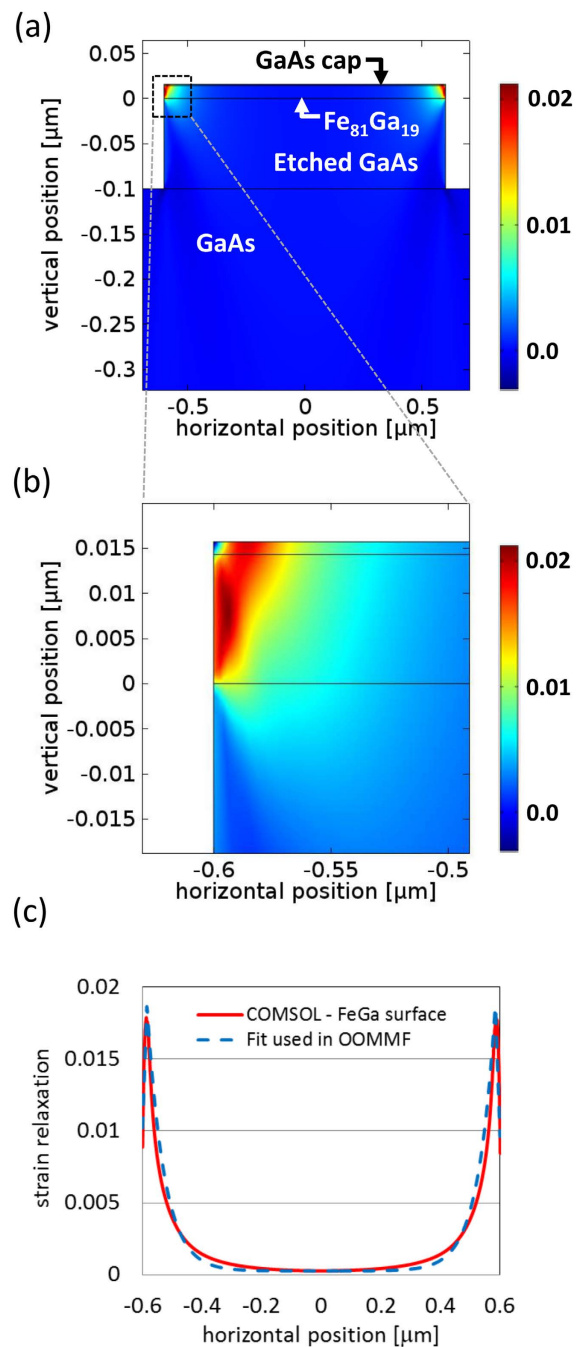 (a)
0.05
0
-0.05
-0.1
-0.15
-0.2
-0.25
-0.3
vertical position [µm]
GaAs cap
Fe₈₁Ga₁₉
Etched GaAs
GaAs
-0.5
0
0.5
horizontal position [µm]
0.02
0.01
0.0
(b)
0.015
0.01
0.005
0
-0.005
-0.01
-0.015
vertical position [µm]
-0.6
-0.55
-0.5
horizontal position [µm]
0.02
0.01
0.0
(c)
0.02
0.015
0.01
0.005
0
strain relaxation
COMSOL - FeGa surface
Fit used in OOMMF
-0.6 -0.4 -0.2 0 0.2 0.4 0.6
horizontal position [µm]